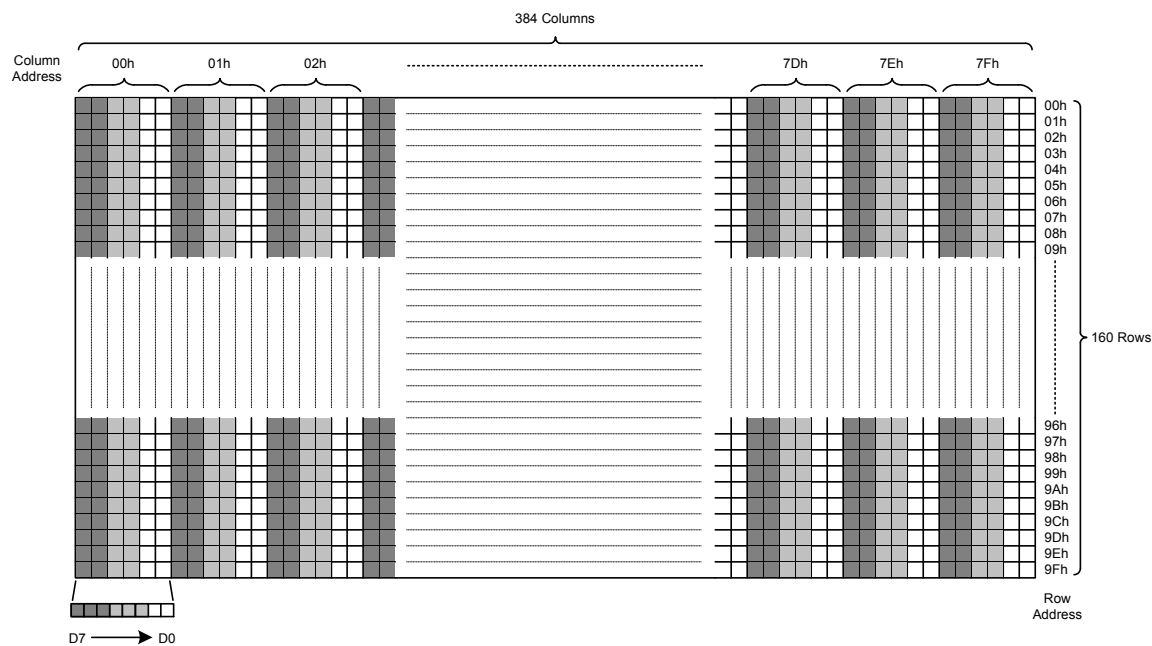 384 Columns
Column
Address
00h 01h 02h 7Dh 7Eh 7Fh
00h
01h
02h
03h
04h
05h
06h
07h
08h
09h
160 Rows
96h
97h
98h
99h
9Ah
9Bh
9Ch
9Dh
9Eh
9Fh
Row
Address
D7 D0